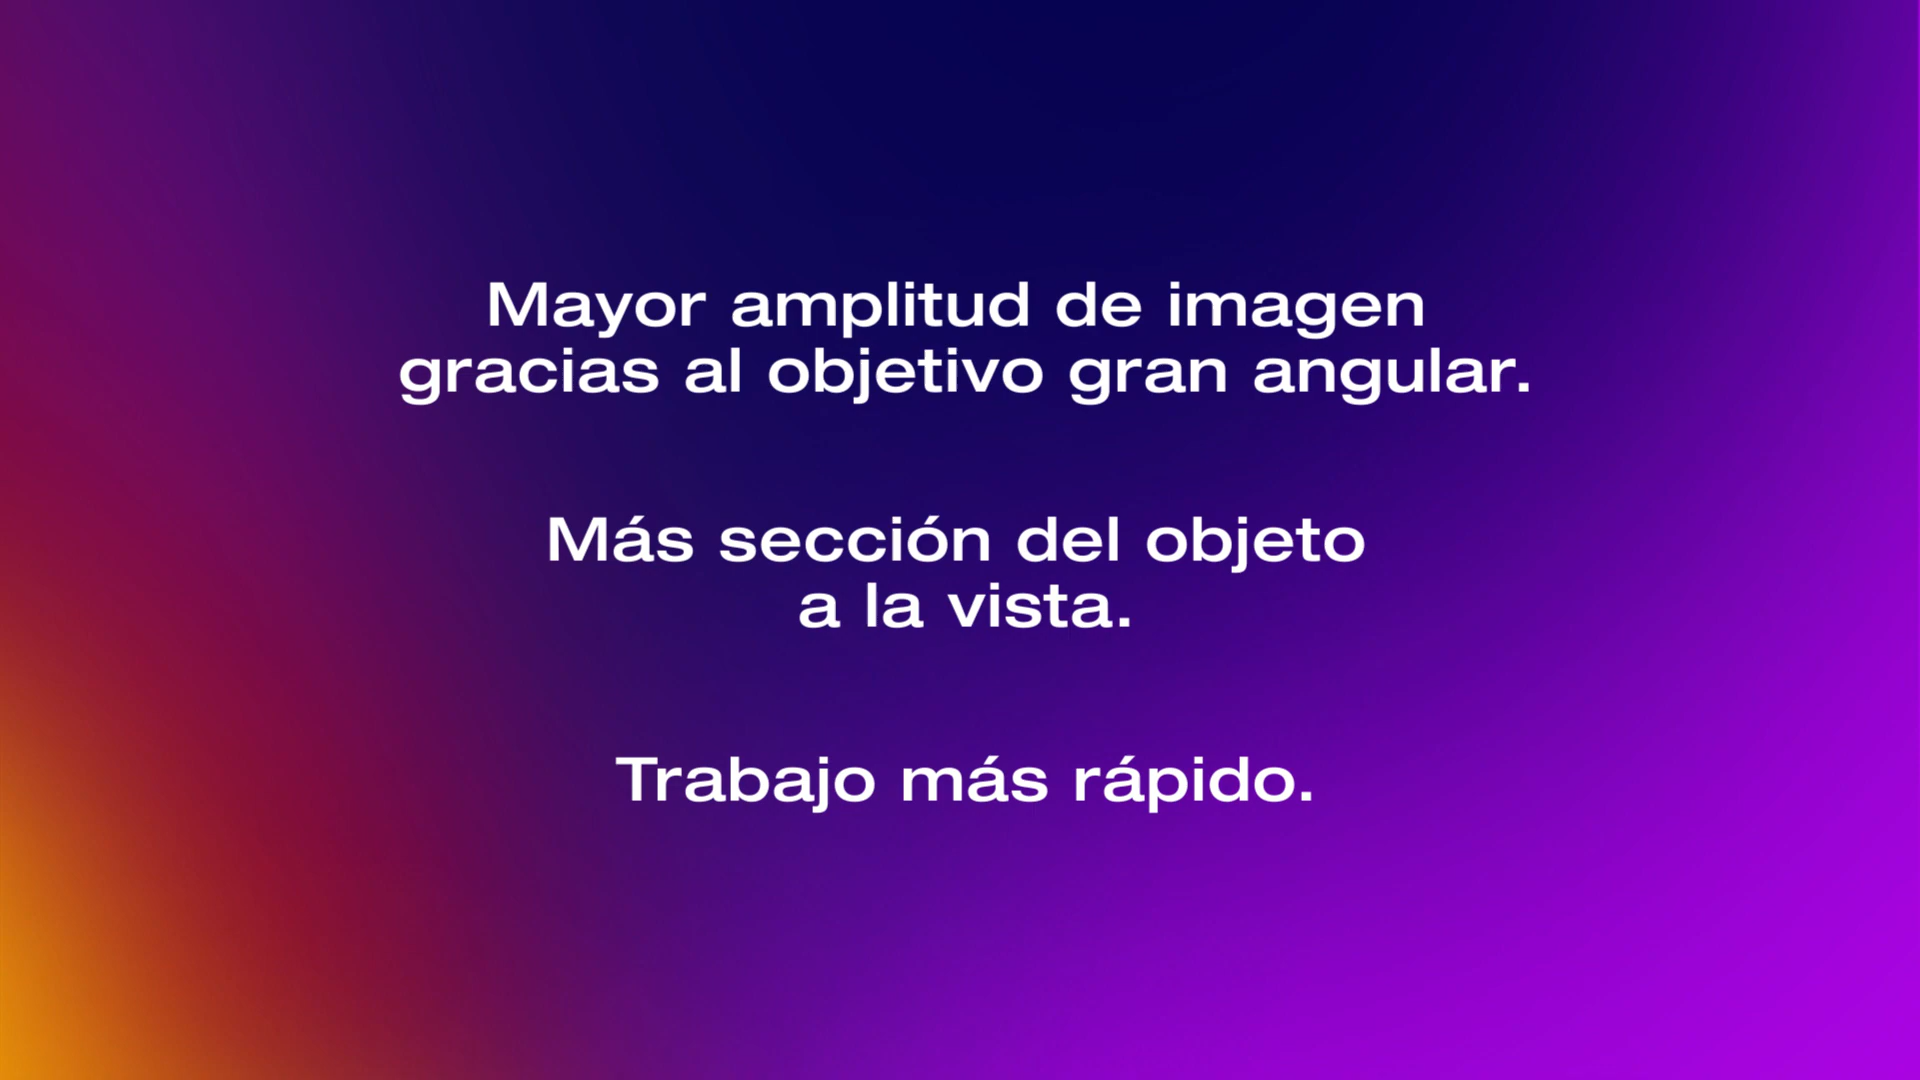 Mayor amplitud de imagen
gracias al objetivo gran angular.
Más sección del objeto
a la vista.
Trabajo más rápido.